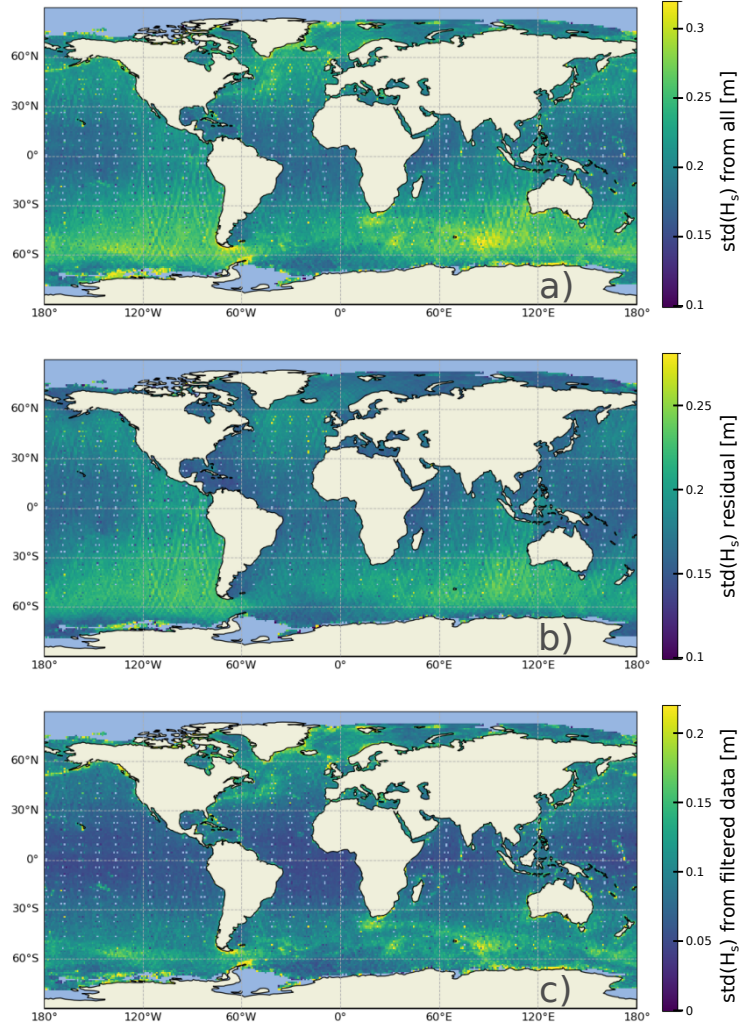 60°N
30°N
0°
30°S
60°S
180°
120°W
60°W
0°
60°E
120°E
180°
a)
0.3
0.25
0.2
0.15
0.1
std(Hs) from all [m]
60°N
30°N
0°
30°S
60°S
180°
120°W
60°W
0°
60°E
120°E
180°
b)
0.25
0.2
0.15
0.1
std(Hs) residual [m]
60°N
30°N
0°
30°S
60°S
180°
120°W
60°W
0°
60°E
120°E
180°
c)
0.2
0.15
0.1
0.05
0
std(Hs) from filtered data [m]